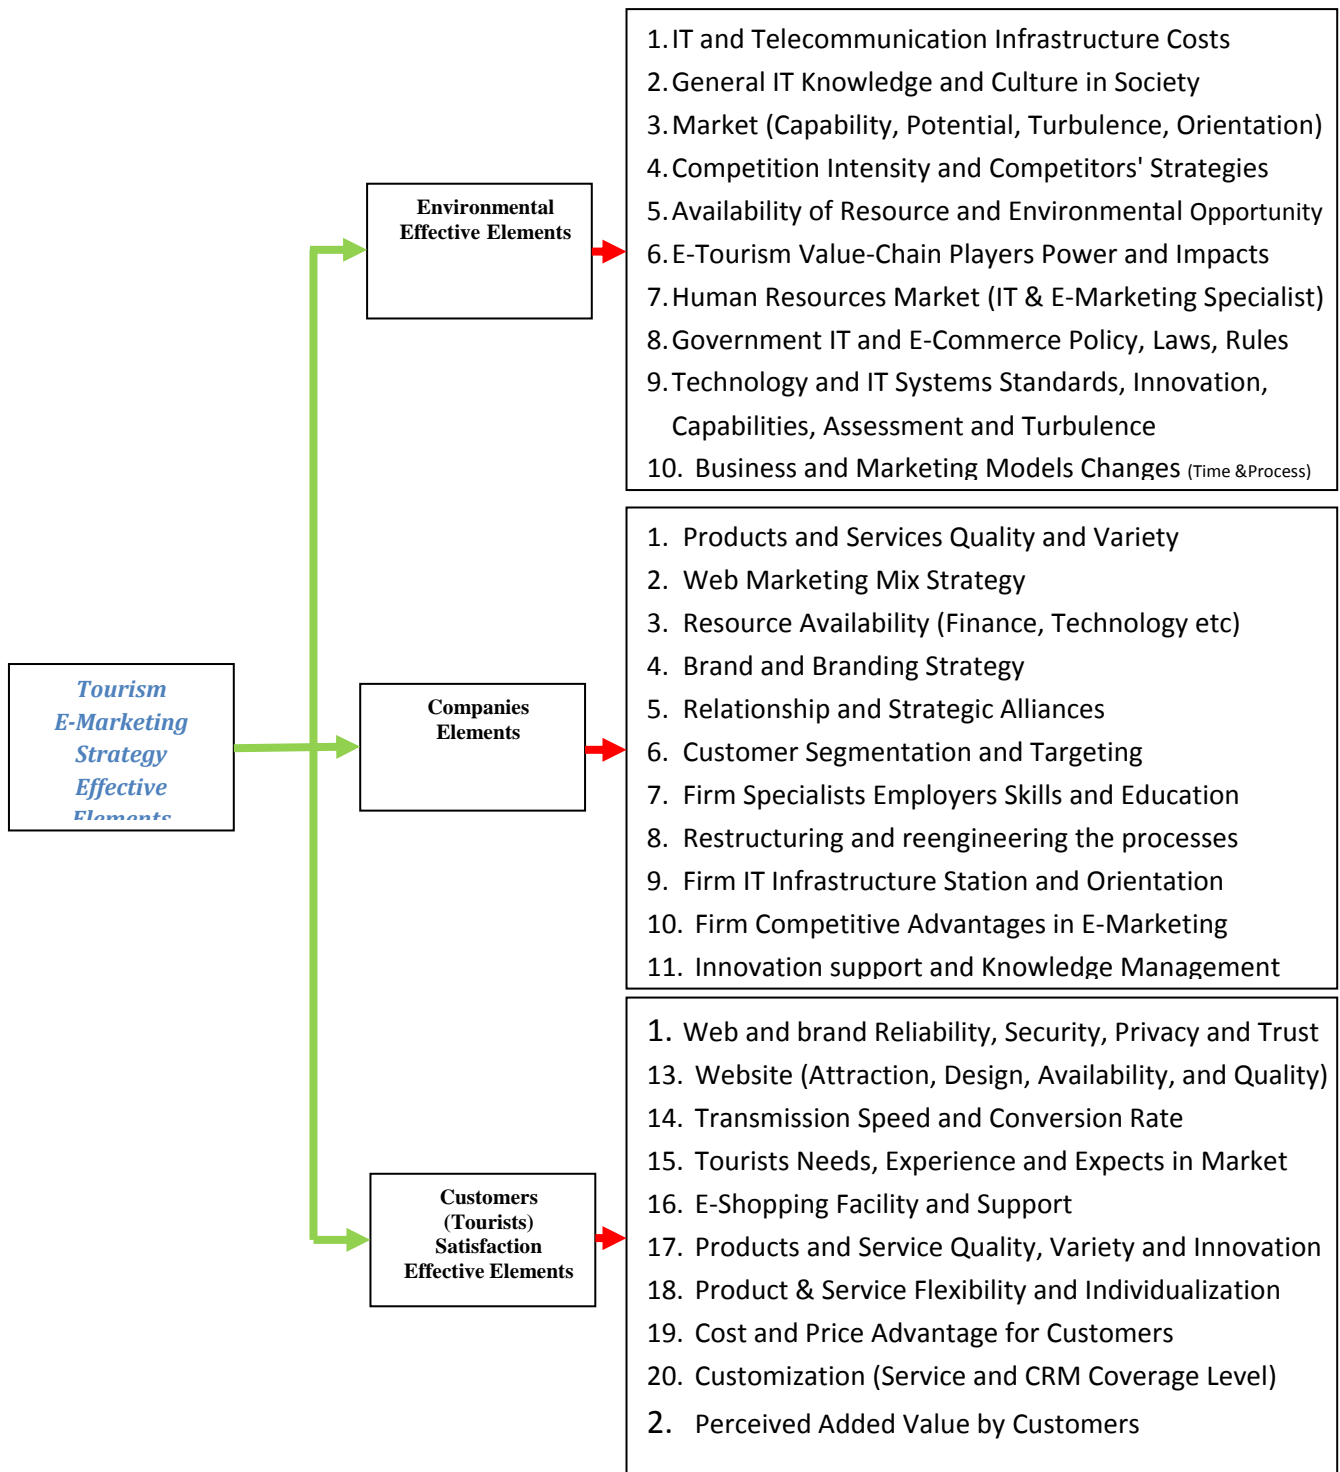 1. IT and Telecommunication Infrastructure Costs
2. General IT Knowledge and Culture in Society
3. Market (Capability, Potential, Turbulence, Orientation)
4. Competition Intensity and Competitors' Strategies
5. Availability of Resource and Environmental Opportunity
6. E-Tourism Value-Chain Players Power and Impacts
7. Human Resources Market (IT & E-Marketing Specialist)
8. Government IT and E-Commerce Policy, Laws, Rules
9. Technology and IT Systems Standards, Innovation,
Capabilities, Assessment and Turbulence
10. Business and Marketing Models Changes (Time &Process)
Environmental
Effective Elements
1. Products and Services Quality and Variety
2. Web Marketing Mix Strategy
3. Resource Availability (Finance, Technology etc)
4. Brand and Branding Strategy
5. Relationship and Strategic Alliances
6. Customer Segmentation and Targeting
7. Firm Specialists Employers Skills and Education
8. Restructuring and reengineering the processes
9. Firm IT Infrastructure Station and Orientation
10. Firm Competitive Advantages in E-Marketing
11. Innovation support and Knowledge Management
Companies
Elements
Tourism
E-Marketing
Strategy
Effective
Elements
1. Web and brand Reliability, Security, Privacy and Trust
13. Website (Attraction, Design, Availability, and Quality)
14. Transmission Speed and Conversion Rate
15. Tourists Needs, Experience and Expects in Market
16. E-Shopping Facility and Support
17. Products and Service Quality, Variety and Innovation
18. Product & Service Flexibility and Individualization
19. Cost and Price Advantage for Customers
20. Customization (Service and CRM Coverage Level)
2. Perceived Added Value by Customers
Customers
(Tourists)
Satisfaction
Effective Elements